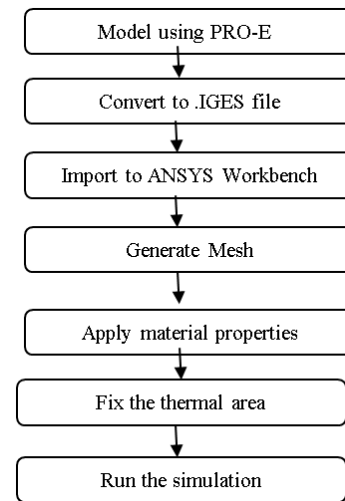 Model using PRO-E
Convert to .IGES file
Import to ANSYS Workbench
Generate Mesh
Apply material properties
Fix the thermal area
Run the simulation